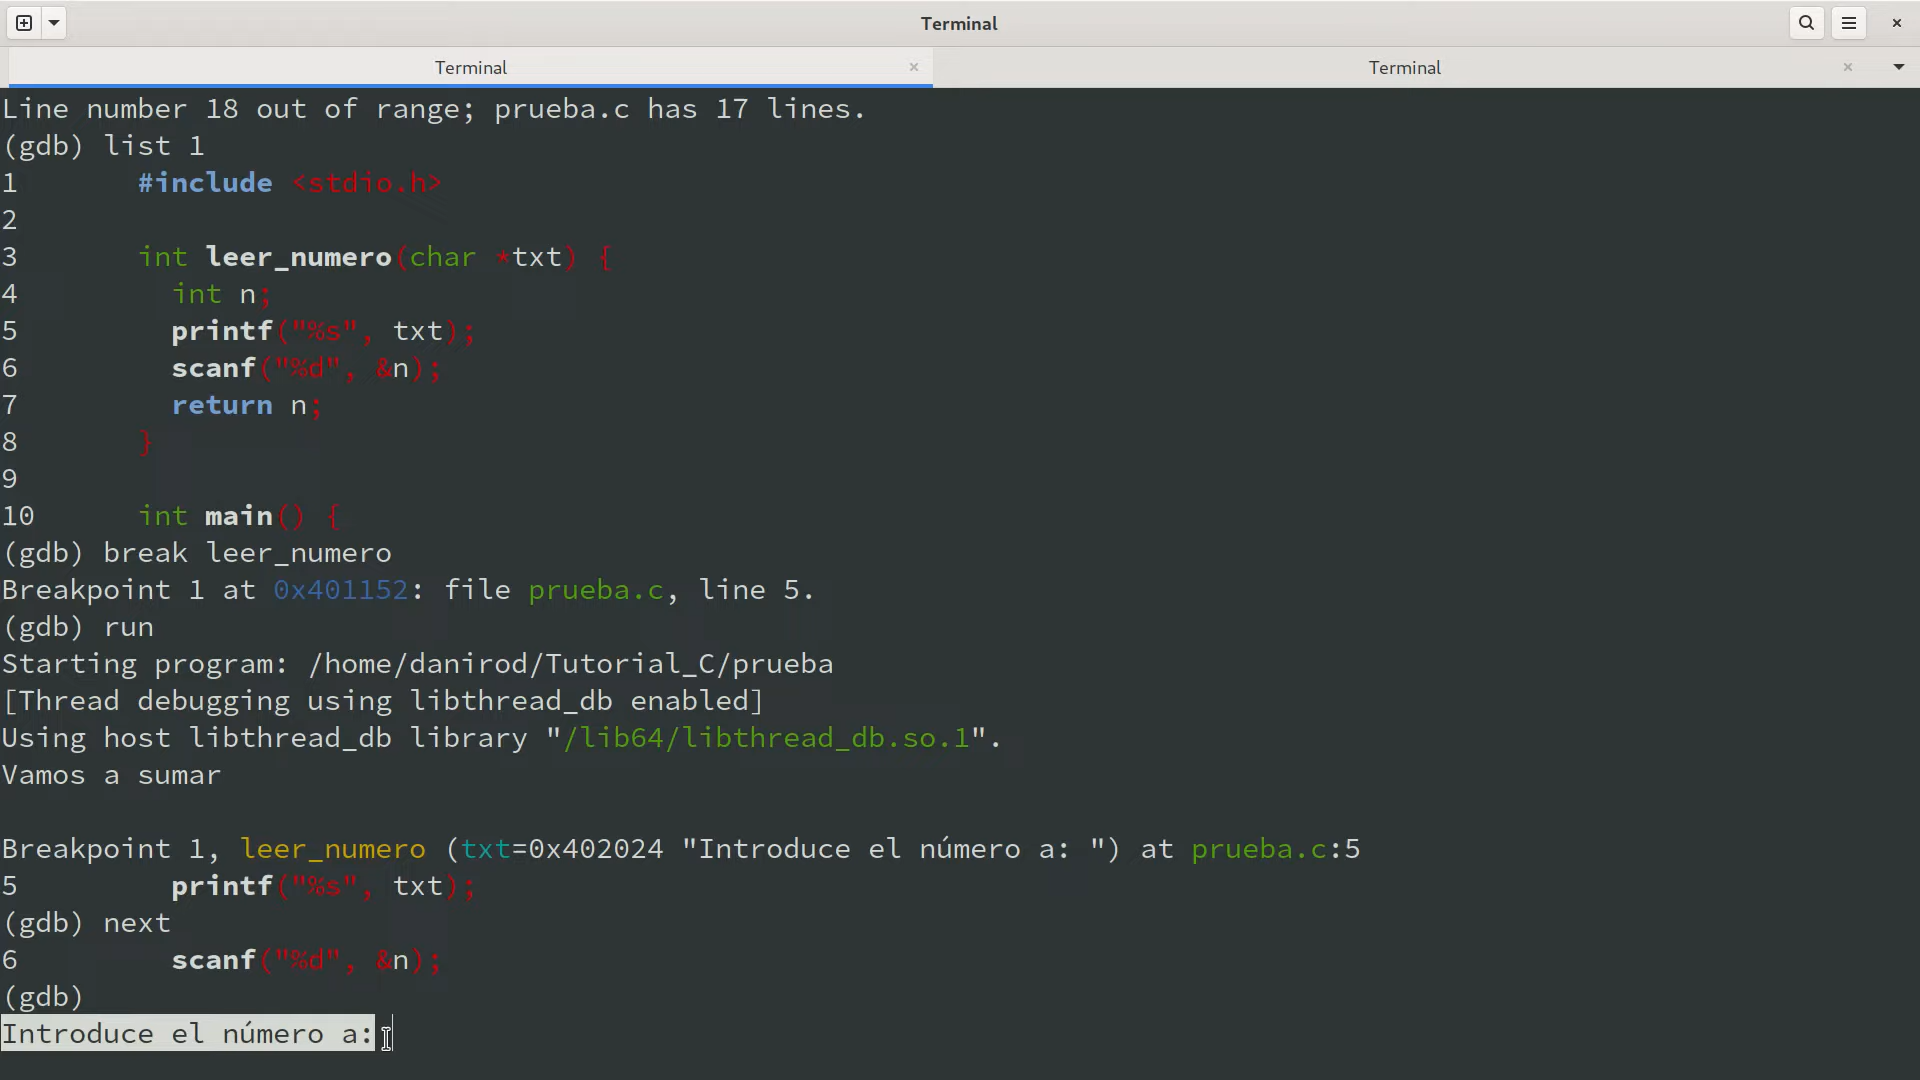 Terminal
Terminal
Terminal
Line number 18 out of range; prueba.c has 17 lines.
(gdb) list 1
1 #include <stdio.h>
2
3 int leer_numero(char *txt) {
4 int n;
5 printf("%s", txt);
6 scanf("%d", &n);
7 return n;
8 }
9
10 int main() {
(gdb) break leer_numero
Breakpoint 1 at 0x401152: file prueba.c, line 5.
(gdb) run
Starting program: /home/danirod/Tutorial_C/prueba
[Thread debugging using libthread_db enabled]
Using host libthread_db library "/lib64/libthread_db.so.1".
Vamos a sumar
Breakpoint 1, leer_numero (txt=0x402024 "Introduce el número a: ") at prueba.c:5
5 printf("%s", txt);
(gdb) next
6 scanf("%d", &n);
(gdb)
Introduce el número a: